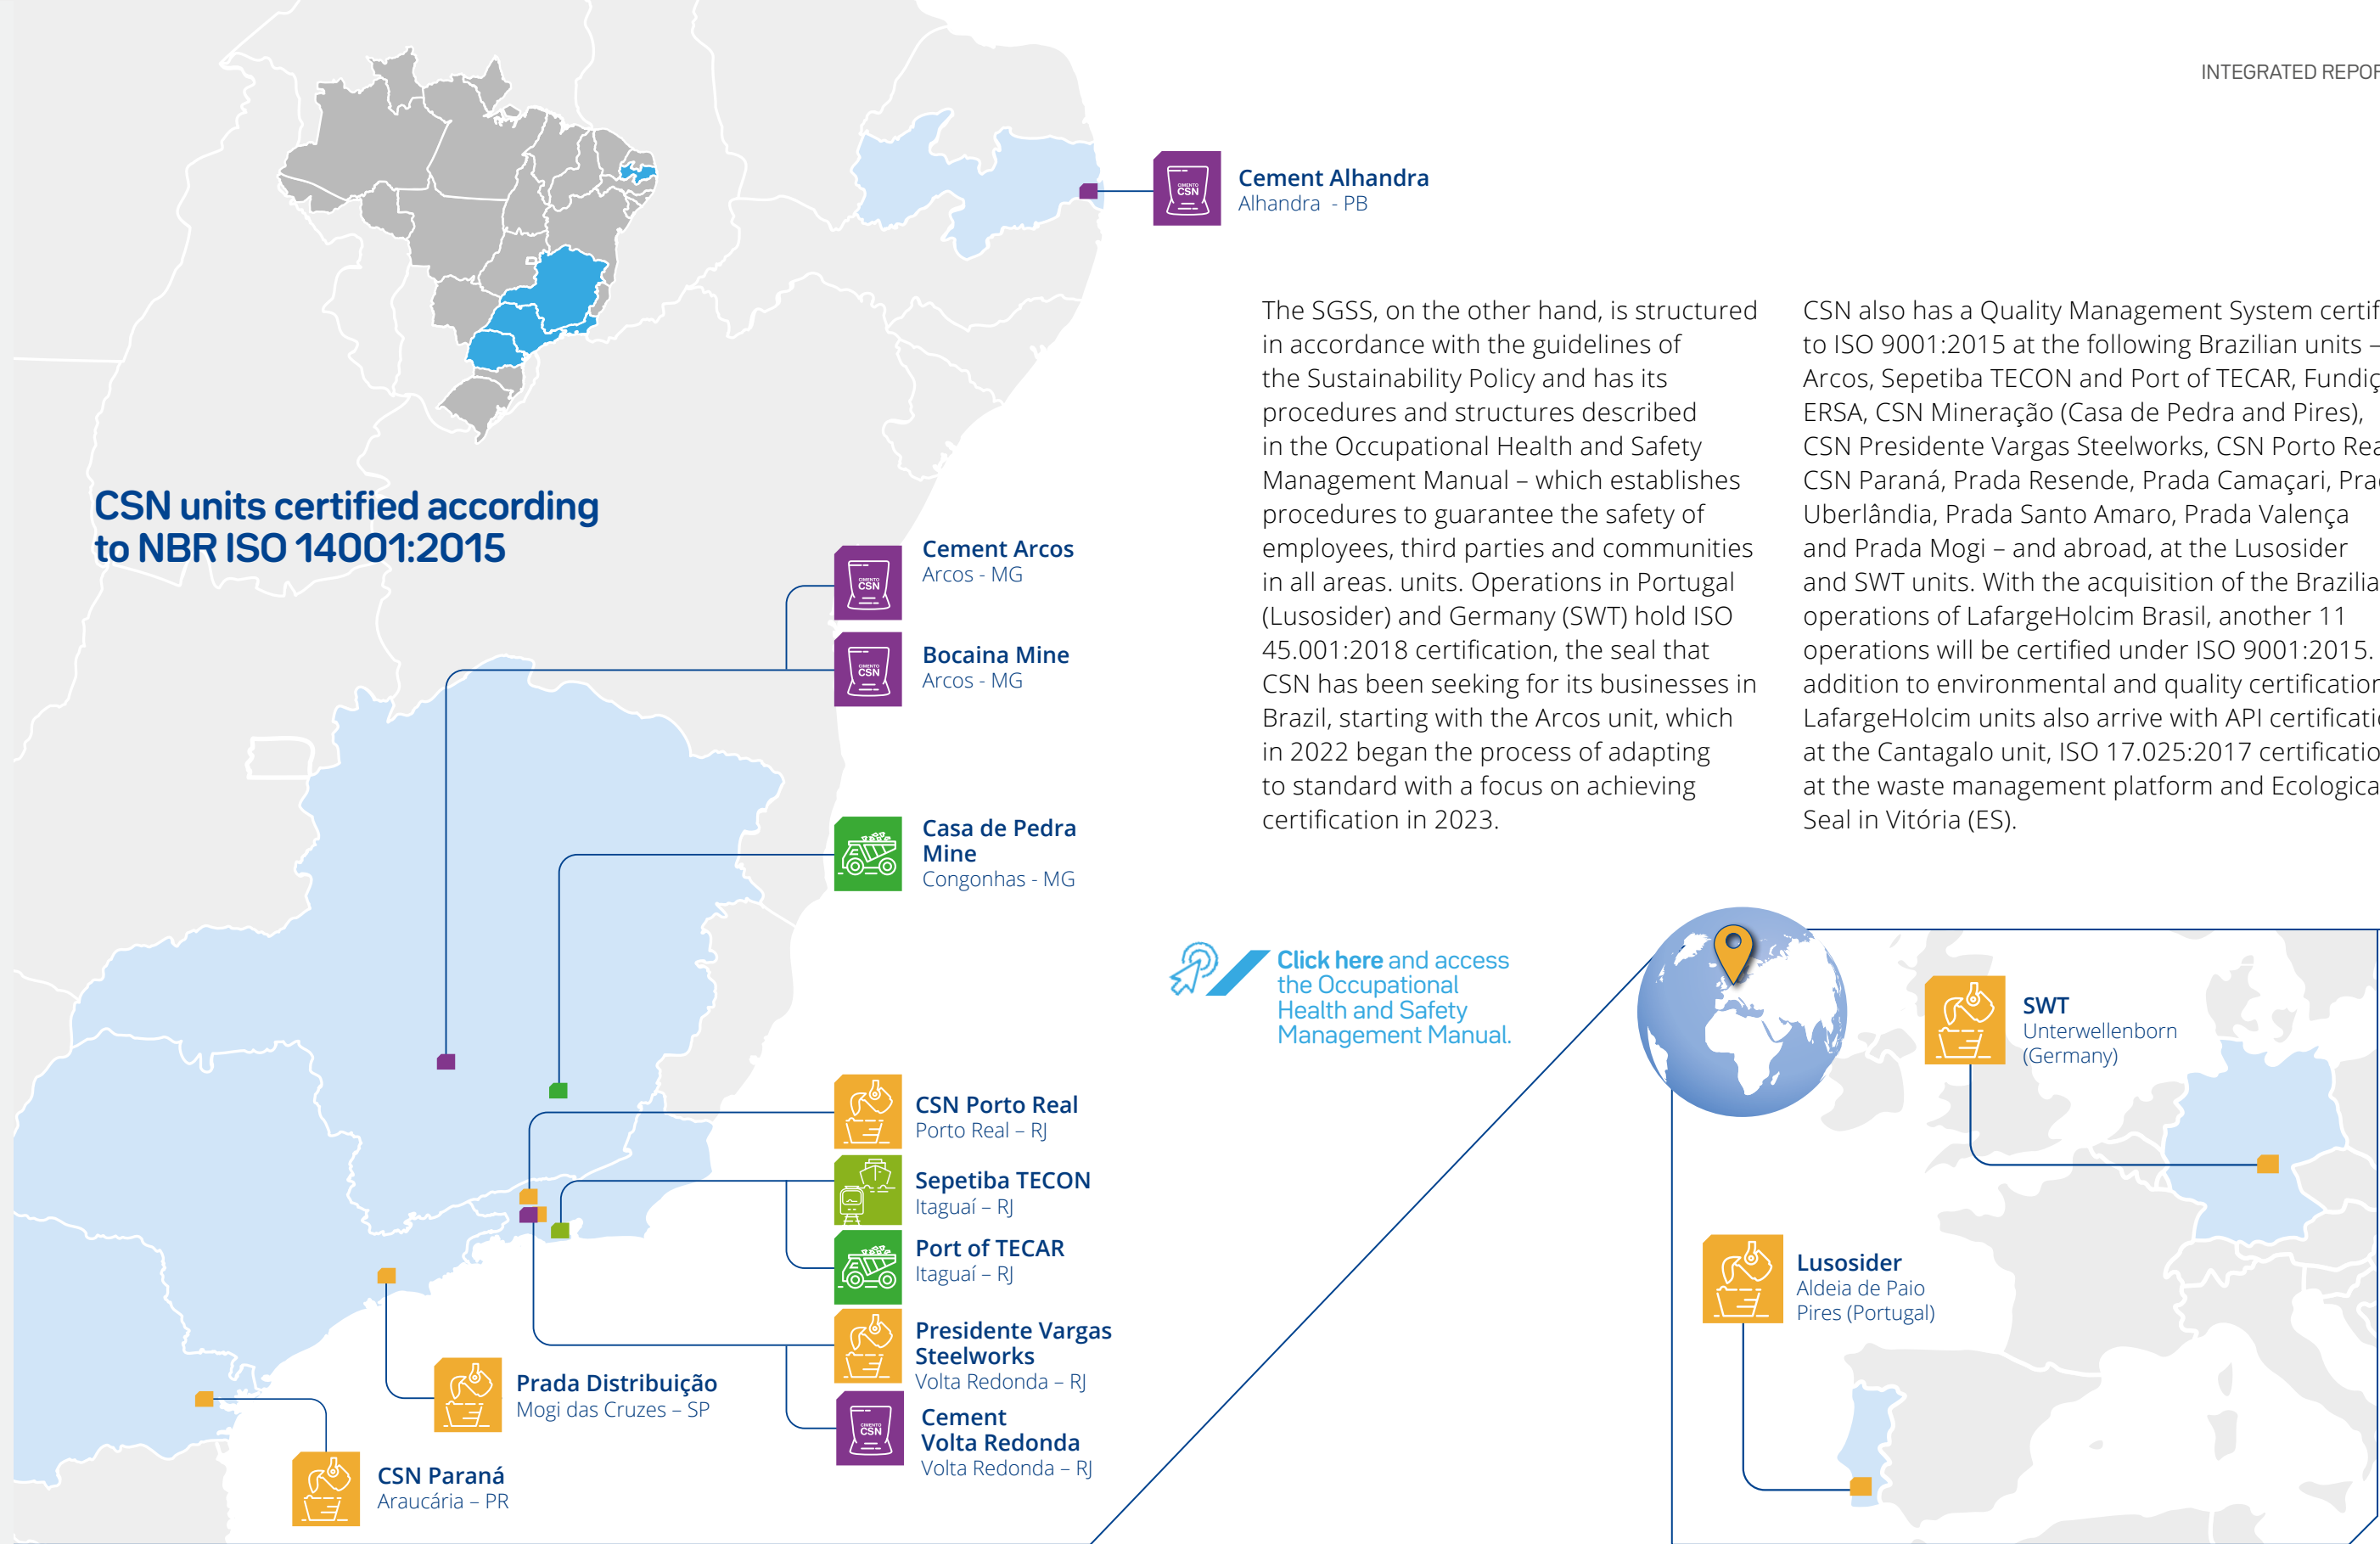 INTEGRATED REPOR
Cement Alhandra
Alhandra - PB
CSN units certified according
to NBR ISO 14001:2015
CIMENTO
CSN
Cement Arcos
Arcos - MG
CIMENTO
CSN
Bocaina Mine
Arcos - MG
CIMENTO
CSN
Casa de Pedra
Mine
Congonhas - MG
CSN Porto Real
Porto Real – RJ
Sepetiba TECON
Itaguaí – RJ
Port of TECAR
Itaguaí – RJ
Presidente Vargas
Steelworks
Volta Redonda – RJ
Cement
Volta Redonda
Volta Redonda – RJ
CIMENTO
CSN
Prada Distribuição
Mogi das Cruzes – SP
CSN Paraná
Araucária – PR
The SGSS, on the other hand, is structured
in accordance with the guidelines of
the Sustainability Policy and has its
procedures and structures described
in the Occupational Health and Safety
Management Manual – which establishes
procedures to guarantee the safety of
employees, third parties and communities
in all areas. units. Operations in Portugal
(Lusosider) and Germany (SWT) hold ISO
45.001:2018 certification, the seal that
CSN has been seeking for its businesses in
Brazil, starting with the Arcos unit, which
in 2022 began the process of adapting
to standard with a focus on achieving
certification in 2023.
CSN also has a Quality Management System certif
to ISO 9001:2015 at the following Brazilian units –
Arcos, Sepetiba TECON and Port of TECAR, Fundiç
ERSA, CSN Mineração (Casa de Pedra and Pires),
CSN Presidente Vargas Steelworks, CSN Porto Rea
CSN Paraná, Prada Resende, Prada Camaçari, Prad
Uberlândia, Prada Santo Amaro, Prada Valença
and Prada Mogi – and abroad, at the Lusosider
and SWT units. With the acquisition of the Brazilia
operations of LafargeHolcim Brasil, another 11
operations will be certified under ISO 9001:2015.
addition to environmental and quality certification
LafargeHolcim units also arrive with API certificati
at the Cantagalo unit, ISO 17.025:2017 certificatio
at the waste management platform and Ecologica
Seal in Vitória (ES).
Click here and access
the Occupational
Health and Safety
Management Manual.
SWT
Unterwellenborn
(Germany)
Lusosider
Aldeia de Paio
Pires (Portugal)